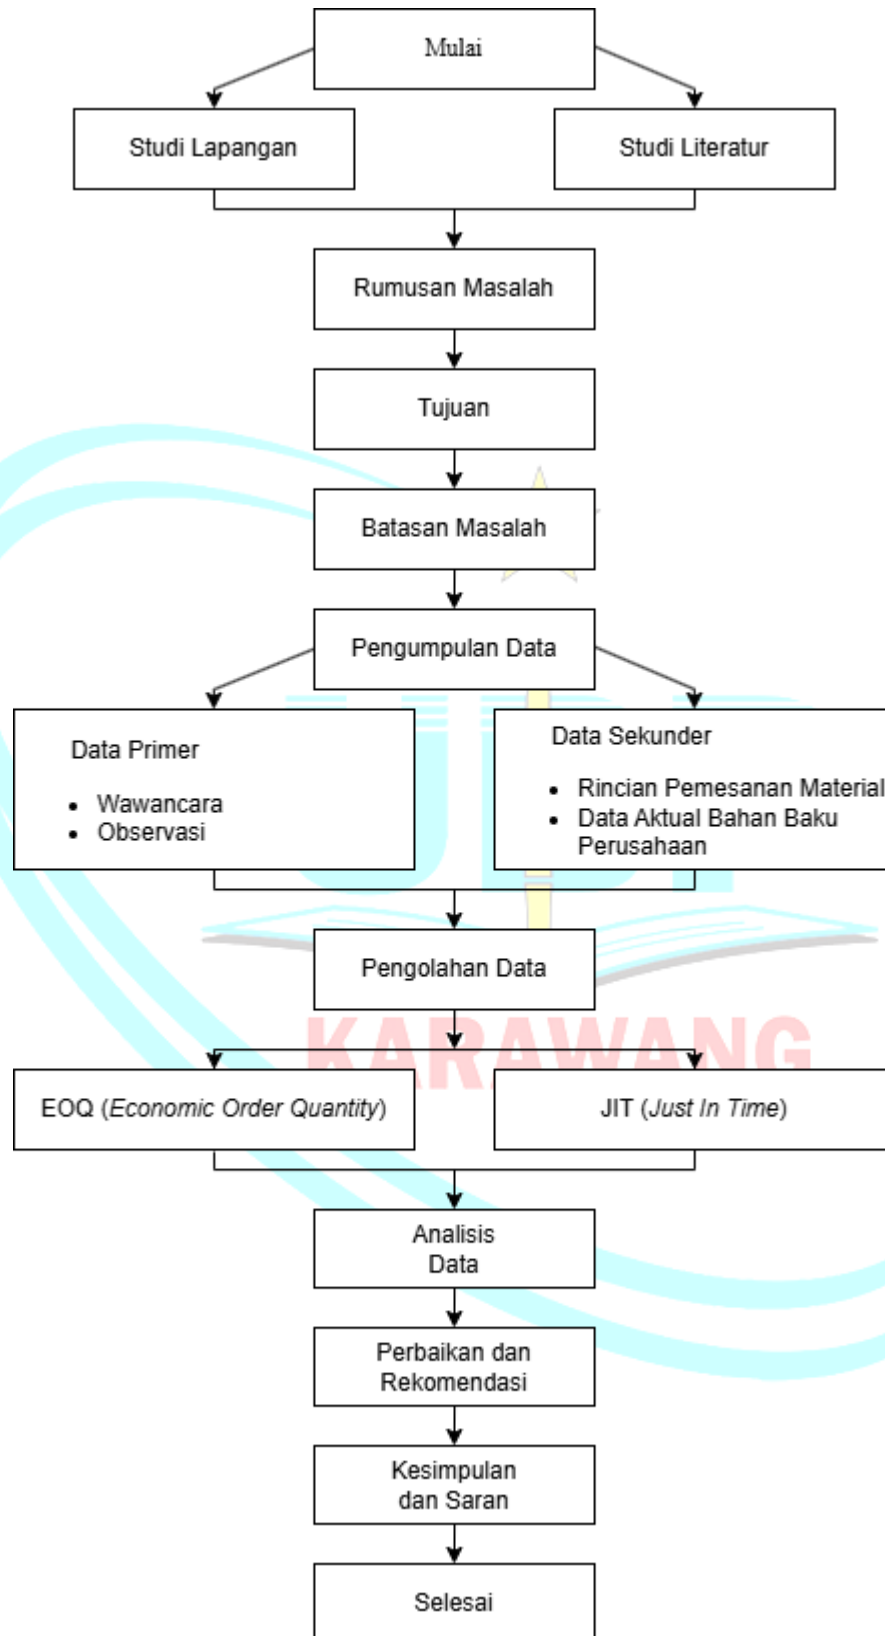 Mulai
Studi Lapangan
Studi Literatur
Rumusan Masalah
Tujuan
Batasan Masalah
Pengumpulan Data
Data Primer
• Wawancara
• Observasi
Data Sekunder
• Rincian Pemesanan Material
• Data Aktual Bahan Baku
Perusahaan
UBP
Pengolahan Data
KARAWANG
EOQ (Economic Order Quantity)
JIT (Just In Time)
Analisis
Data
Perbaikan dan
Rekomendasi
Kesimpulan
dan Saran
Selesai